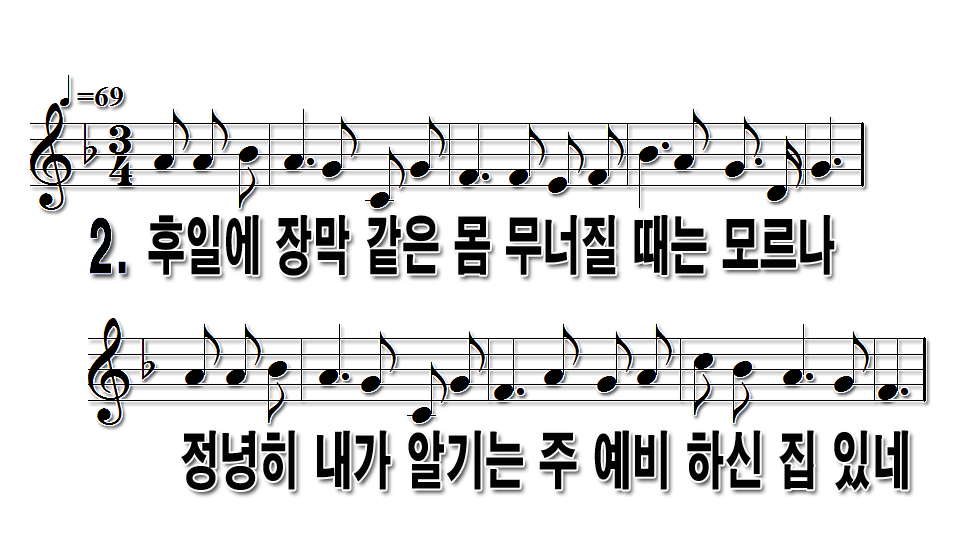 ♩=69
3/4
2. 후일에 장막 같은 몸 무너질 때는 모르나
정녕히 내가 알기는 주 예비 하신 집 있네